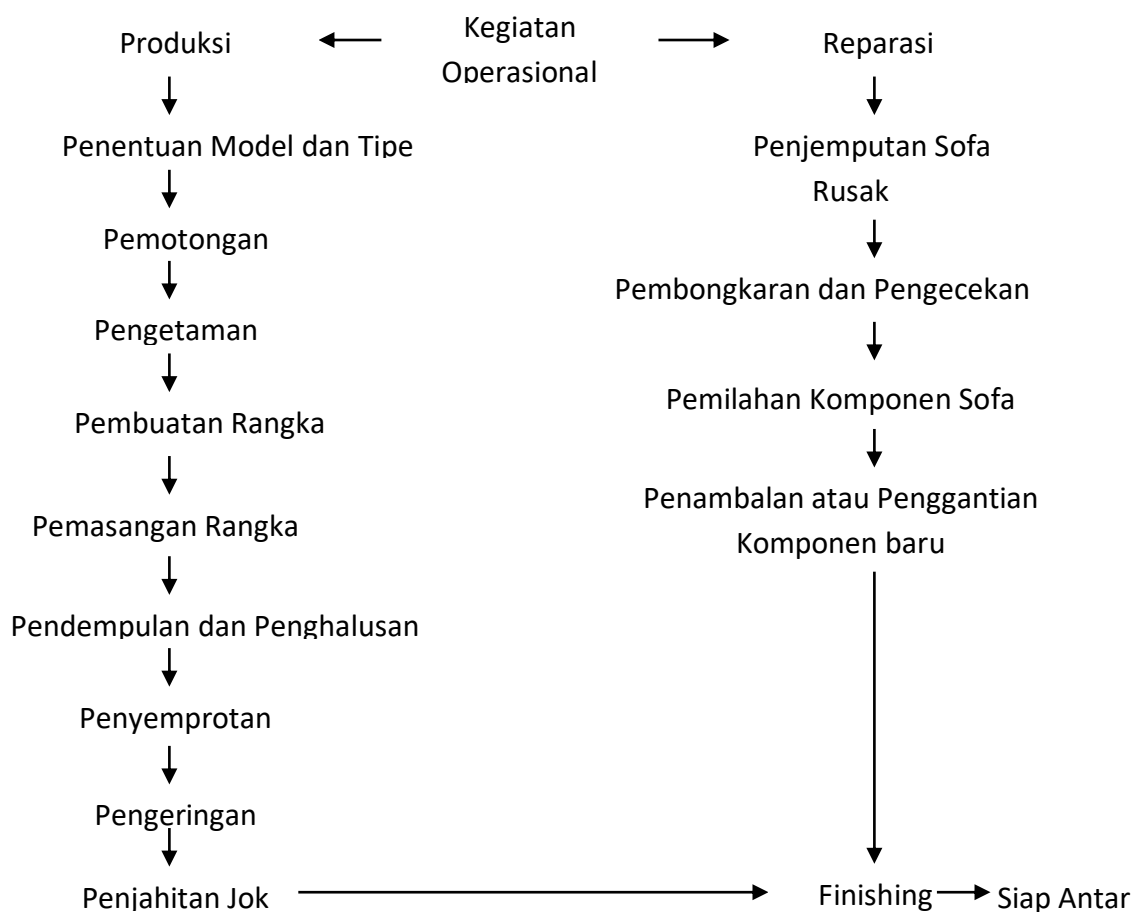 Produksi
Kegiatan
Operasional
Reparasi
Penentuan Model dan Tipe
Pemotongan
Pengetaman
Pembuatan Rangka
Pemasangan Rangka
Pendempulan dan Penghalusan
Penyemprotan
Pengeringan
Penjahitan Jok
Penjemputan Sofa
Rusak
Pembongkaran dan Pengecekan
Pemilahan Komponen Sofa
Penambalan atau Penggantian
Komponen baru
Finishing
Siap Antar